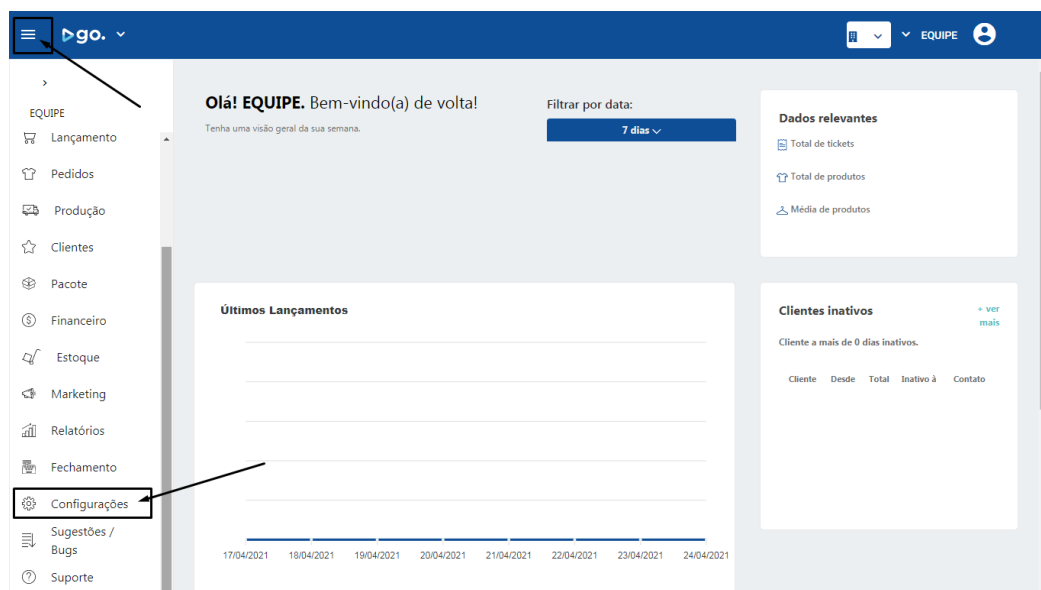 go.
EQUIPE
EQUIPE
Lançamento
Pedidos
Produção
Clientes
Pacote
Financeiro
Estoque
Marketing
Relatórios
Fechamento
Configurações
Sugestões /
Bugs
Suporte
Olá! EQUIPE. Bem-vindo(a) de volta!
Tenha uma visão geral da sua semana.
Filtrar por data:
7 dias
Dados relevantes
Total de tickets
Total de produtos
Média de produtos
Últimos Lançamentos
17/04/2021 18/04/2021 19/04/2021 20/04/2021 21/04/2021 22/04/2021 23/04/2021 24/04/2021
Clientes inativos
+ ver
mais
Cliente a mais de 0 dias inativos.
Cliente Desde Total Inativo à Contato